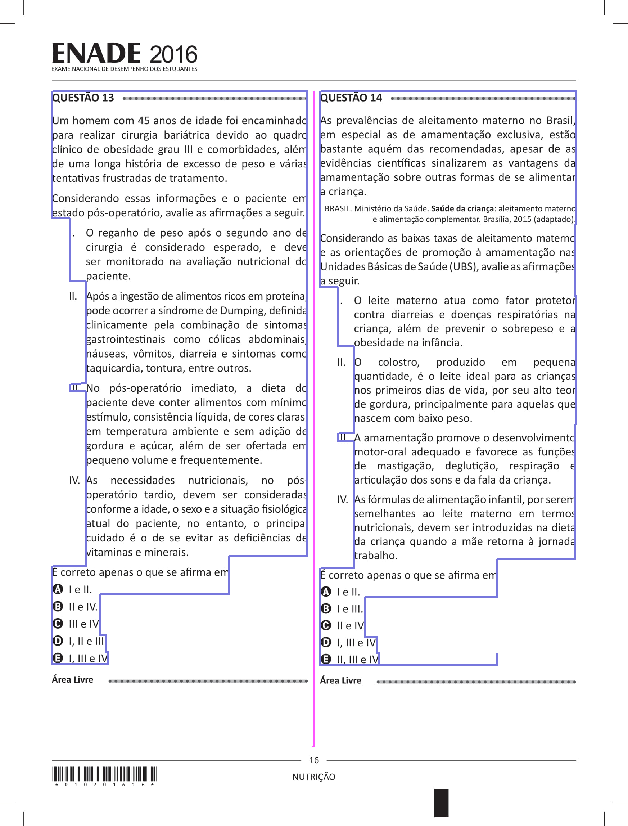 ENADE 2016
EXAME NACIONAL DE DESEMPENHO DOS ESTUDANTES
QUESTÃO 13
Um homem com 45 anos de idade foi encaminhado
para realizar cirurgia bariátrica devido ao quadro
clínico de obesidade grau III e comorbidades, além
de uma longa história de excesso de peso e várias
tentativas frustradas de tratamento.
Considerando essas informações e o paciente em
estado pós-operatório, avalie as afirmações a seguir.
I. O reganho de peso após o segundo ano de
cirurgia é considerado esperado, e deve
ser monitorado na avaliação nutricional do
paciente.
II. Após a ingestão de alimentos ricos em proteína,
pode ocorrer a síndrome de Dumping, definida
clinicamente pela combinação de sintomas
gastrointestinais como cólicas abdominais,
náuseas, vômitos, diarreia e sintomas como
taquicardia, tontura, entre outros.
III. No pós-operatório imediato, a dieta do
paciente deve conter alimentos com mínimo
estímulo, consistência líquida, de cores claras,
em temperatura ambiente e sem adição de
gordura e açúcar, além de ser ofertada em
pequeno volume e frequentemente.
IV. As necessidades nutricionais, no pós-
operatório tardio, devem ser consideradas
conforme a idade, o sexo e a situação fisiológica
atual do paciente, no entanto, o principal
cuidado é o de se evitar as deficiências de
vitaminas e minerais.
É correto apenas o que se afirma em
A I e II.
B II e IV.
C III e IV.
D I, II e III.
E I, III e IV.
Área Livre
QUESTÃO 14
As prevalências de aleitamento materno no Brasil,
em especial as de amamentação exclusiva, estão
bastante aquém das recomendadas, apesar de as
evidências científicas sinalizarem as vantagens da
amamentação sobre outras formas de se alimentar
a criança.
BRASIL. Ministério da Saúde. Saúde da criança: aleitamento materno
e alimentação complementar. Brasília, 2015 (adaptado).
Considerando as baixas taxas de aleitamento materno
e as orientações de promoção à amamentação nas
Unidades Básicas de Saúde (UBS), avalie as afirmações
a seguir.
I. O leite materno atua como fator protetor
contra diarreias e doenças respiratórias na
criança, além de prevenir o sobrepeso e a
obesidade na infância.
II. O colostro, produzido em pequena
quantidade, é o leite ideal para as crianças
nos primeiros dias de vida, por seu alto teor
de gordura, principalmente para aquelas que
nascem com baixo peso.
III. A amamentação promove o desenvolvimento
motor-oral adequado e favorece as funções
de mastigação, deglutição, respiração e
articulação dos sons e da fala da criança.
IV. As fórmulas de alimentação infantil, por serem
semelhantes ao leite materno em termos
nutricionais, devem ser introduzidas na dieta
da criança quando a mãe retorna à jornada
trabalho.
É correto apenas o que se afirma em
A I e II.
B I e III.
C II e IV.
D I, III e IV.
E II, III e IV.
Área Livre
16
NUTRIÇÃO